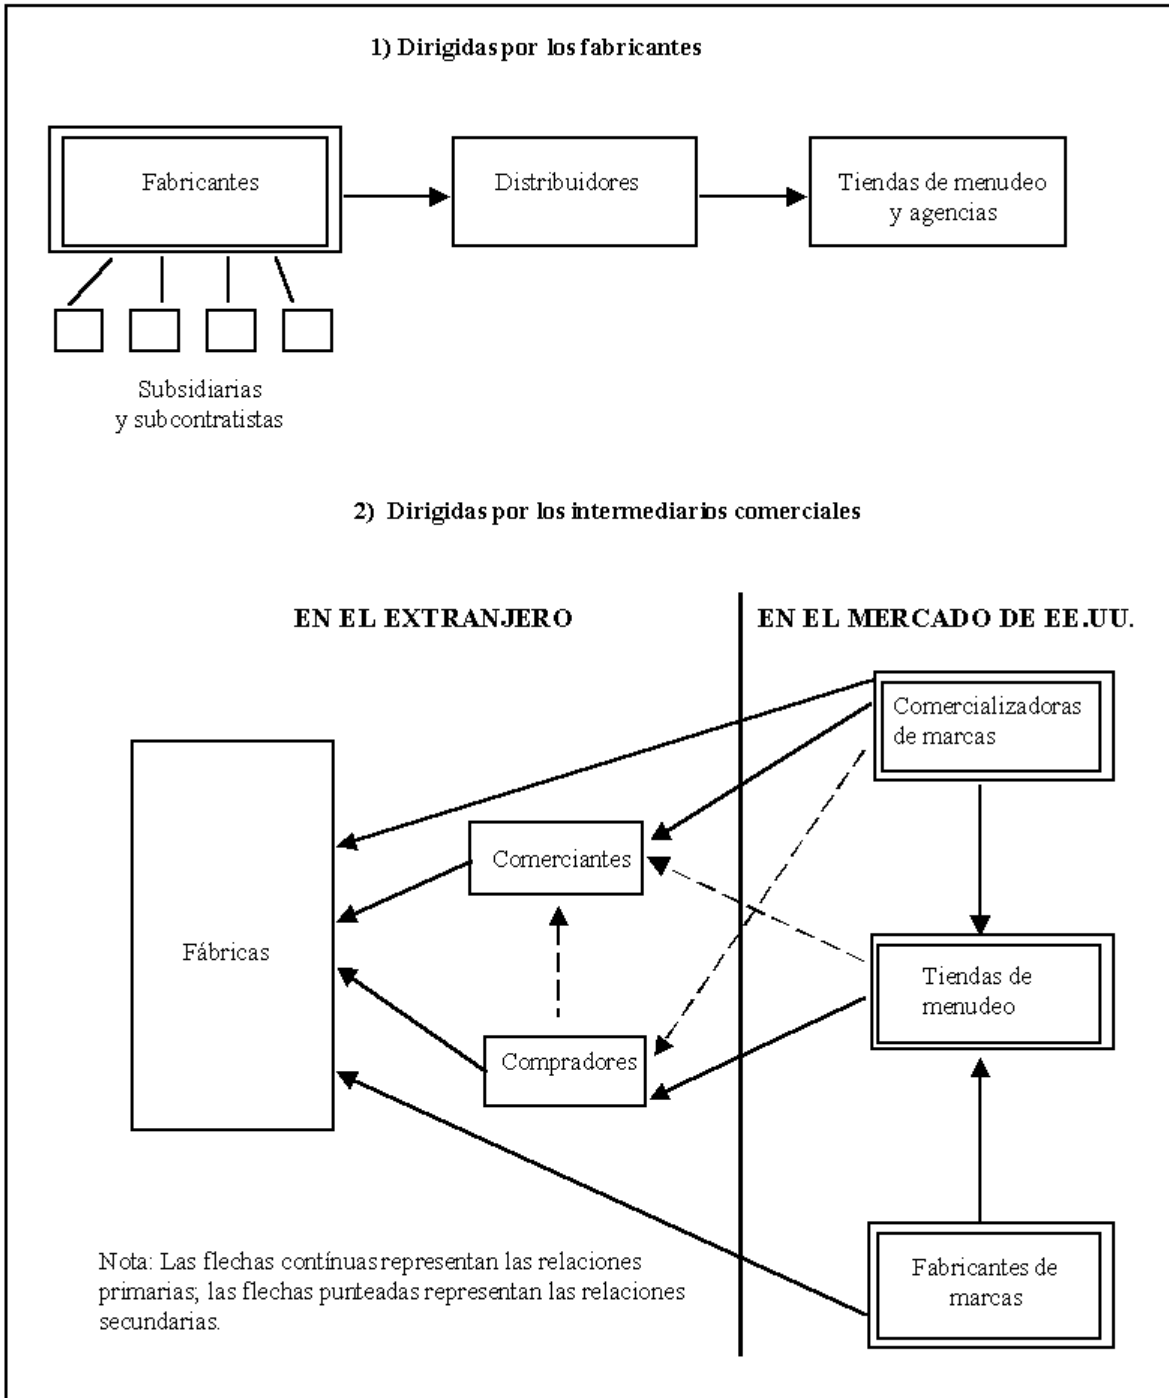 1) Dirigidas por los fabricantes
Fabricantes
Distribuidores
Tiendas de menudeo
y agencias
Subsidiarias
y subcontratistas
2) Dirigidas por los intermediarios comerciales
EN EL EXTRANJERO
EN EL MERCADO DE EE.UU.
Comercializadoras
de marcas
Comerciantes
Fábricas
Tiendas de
menudeo
Compradores
Fabricantes de
marcas
Nota: Las flechas contínuas representan las relaciones
primarias; las flechas punteadas representan las relaciones
secundarias.